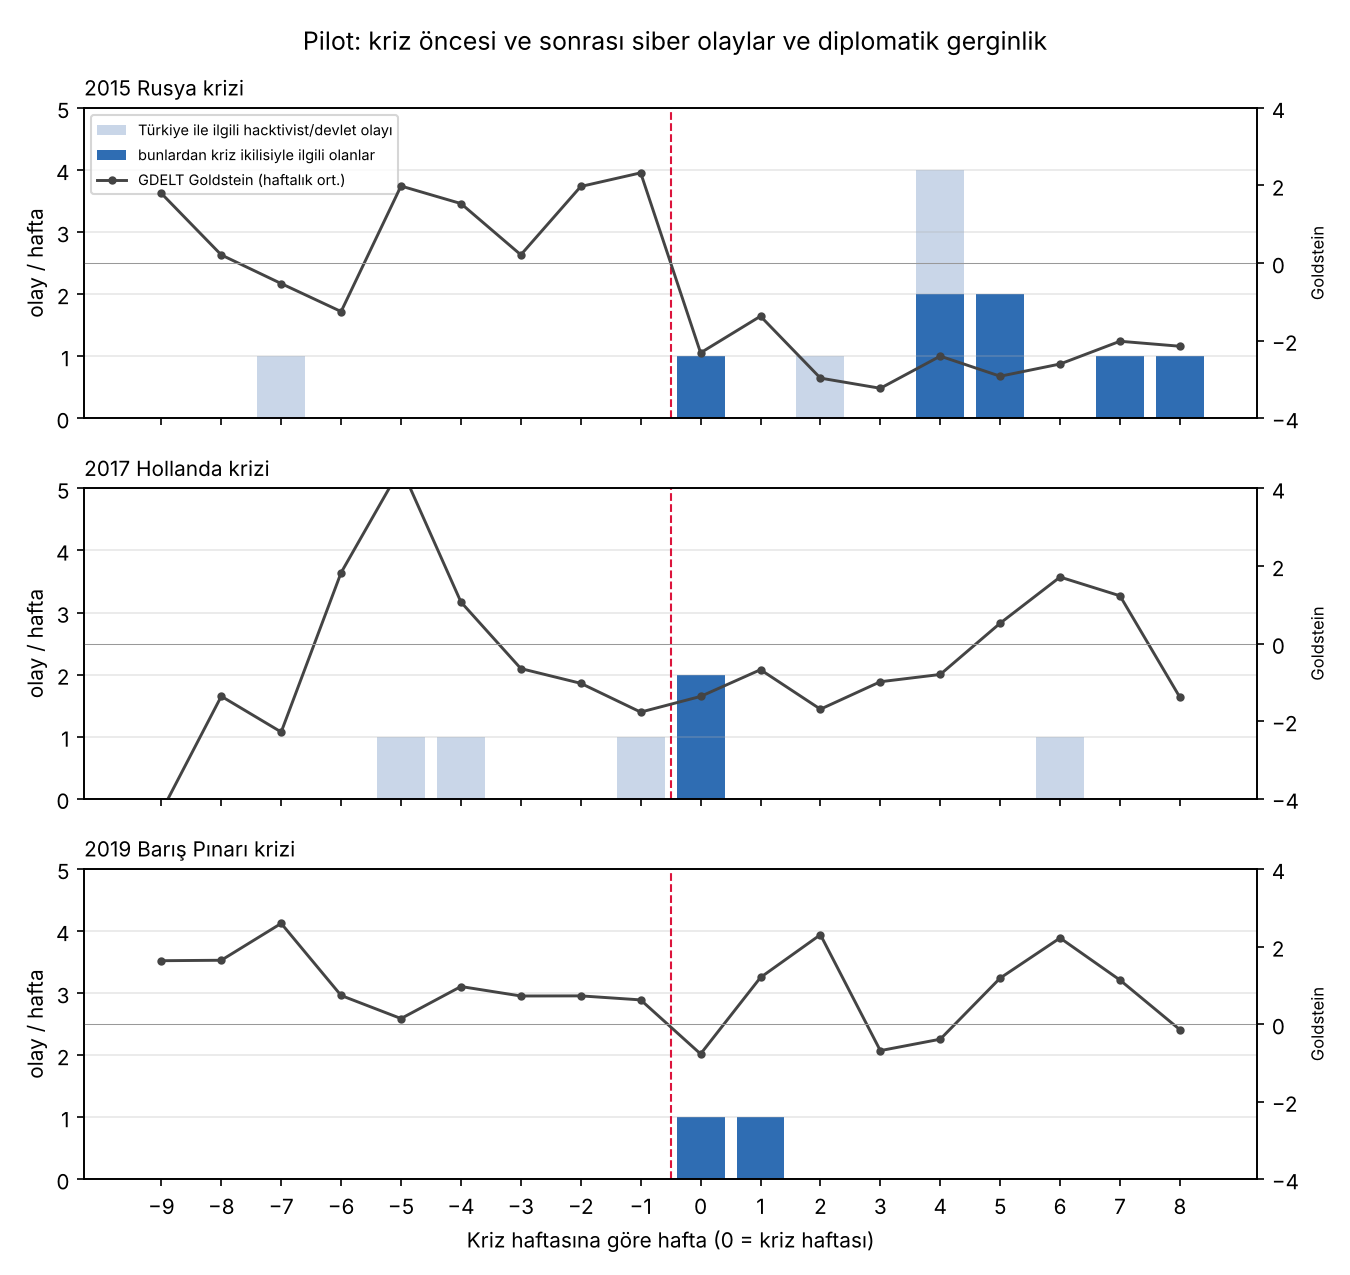 Pilot: kriz öncesi ve sonrası siber olaylar ve diplomatik gerginlik
2015 Rusya krizi
Türkiye ile ilgili hacktivist/devlet olayı
bunlardan kriz ikilisiyle ilgili olanlar
GDELT Goldstein (haftalık ort.)
olay / hafta
5
4
3
2
1
0
4
2
0
−2
−4
Goldstein
2017 Hollanda krizi
olay / hafta
5
4
3
2
1
0
4
2
0
−2
−4
Goldstein
2019 Barış Pınarı krizi
olay / hafta
5
4
3
2
1
0
4
2
0
−2
−4
Goldstein
−9 −8 −7 −6 −5 −4 −3 −2 −1 0 1 2 3 4 5 6 7 8
Kriz haftasına göre hafta (0 = kriz haftası)